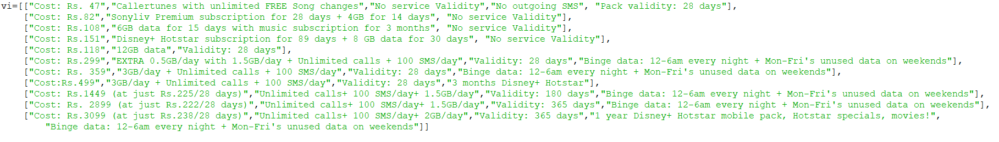 vi=[["Cost: Rs. 47","Callertunes with unlimited FREE Song changes","No service Validity","No outgoing SMS", "Pack validity: 28 days"],
["Cost: Rs.82","Sonyliv Premium subscription for 28 days + 4GB for 14 days", "No service Validity"],
["Cost: Rs.108","6GB data for 15 days with music subscription for 3 months", "No service Validity"],
["Cost: Rs.151","Disney+ Hotstar subscription for 89 days + 8 GB data for 30 days", "No service Validity"],
["Cost: Rs.118","12GB data","Validity: 28 days"],
["Cost: Rs.299","EXTRA 0.5GB/day with 1.5GB/day + Unlimited calls + 100 SMS/day","Validity: 28 days","Binge data: 12-6am every night + Mon-Fri's unused data on weekends"],
["Cost: Rs. 359","3GB/day + Unlimited calls + 100 SMS/day","Validity: 28 days","Binge data: 12-6am every night + Mon-Fri's unused data on weekends"],
["Cost:Rs.499","3GB/day + Unlimited calls + 100 SMS/day","Validity: 28 days","3 months Disney+ Hotstar"],
["Cost: Rs.1449 (at just Rs.225/28 days)","Unlimited calls+ 100 SMS/day+ 1.5GB/day","Validity: 180 days","Binge data: 12-6am every night + Mon-Fri's unused data on weekends"],
["Cost: Rs. 2899 (at just Rs.222/28 days)","Unlimited calls+ 100 SMS/day+ 1.5GB/day","Validity: 365 days","Binge data: 12-6am every night + Mon-Fri's unused data on weekends"],
["Cost: Rs.3099 (at just Rs.238/28 days)","Unlimited calls+ 100 SMS/day+ 2GB/day","Validity: 365 days","1 year Disney+ Hotstar mobile pack, Hotstar specials, movies!",
"Binge data: 12-6am every night + Mon-Fri's unused data on weekends"]]